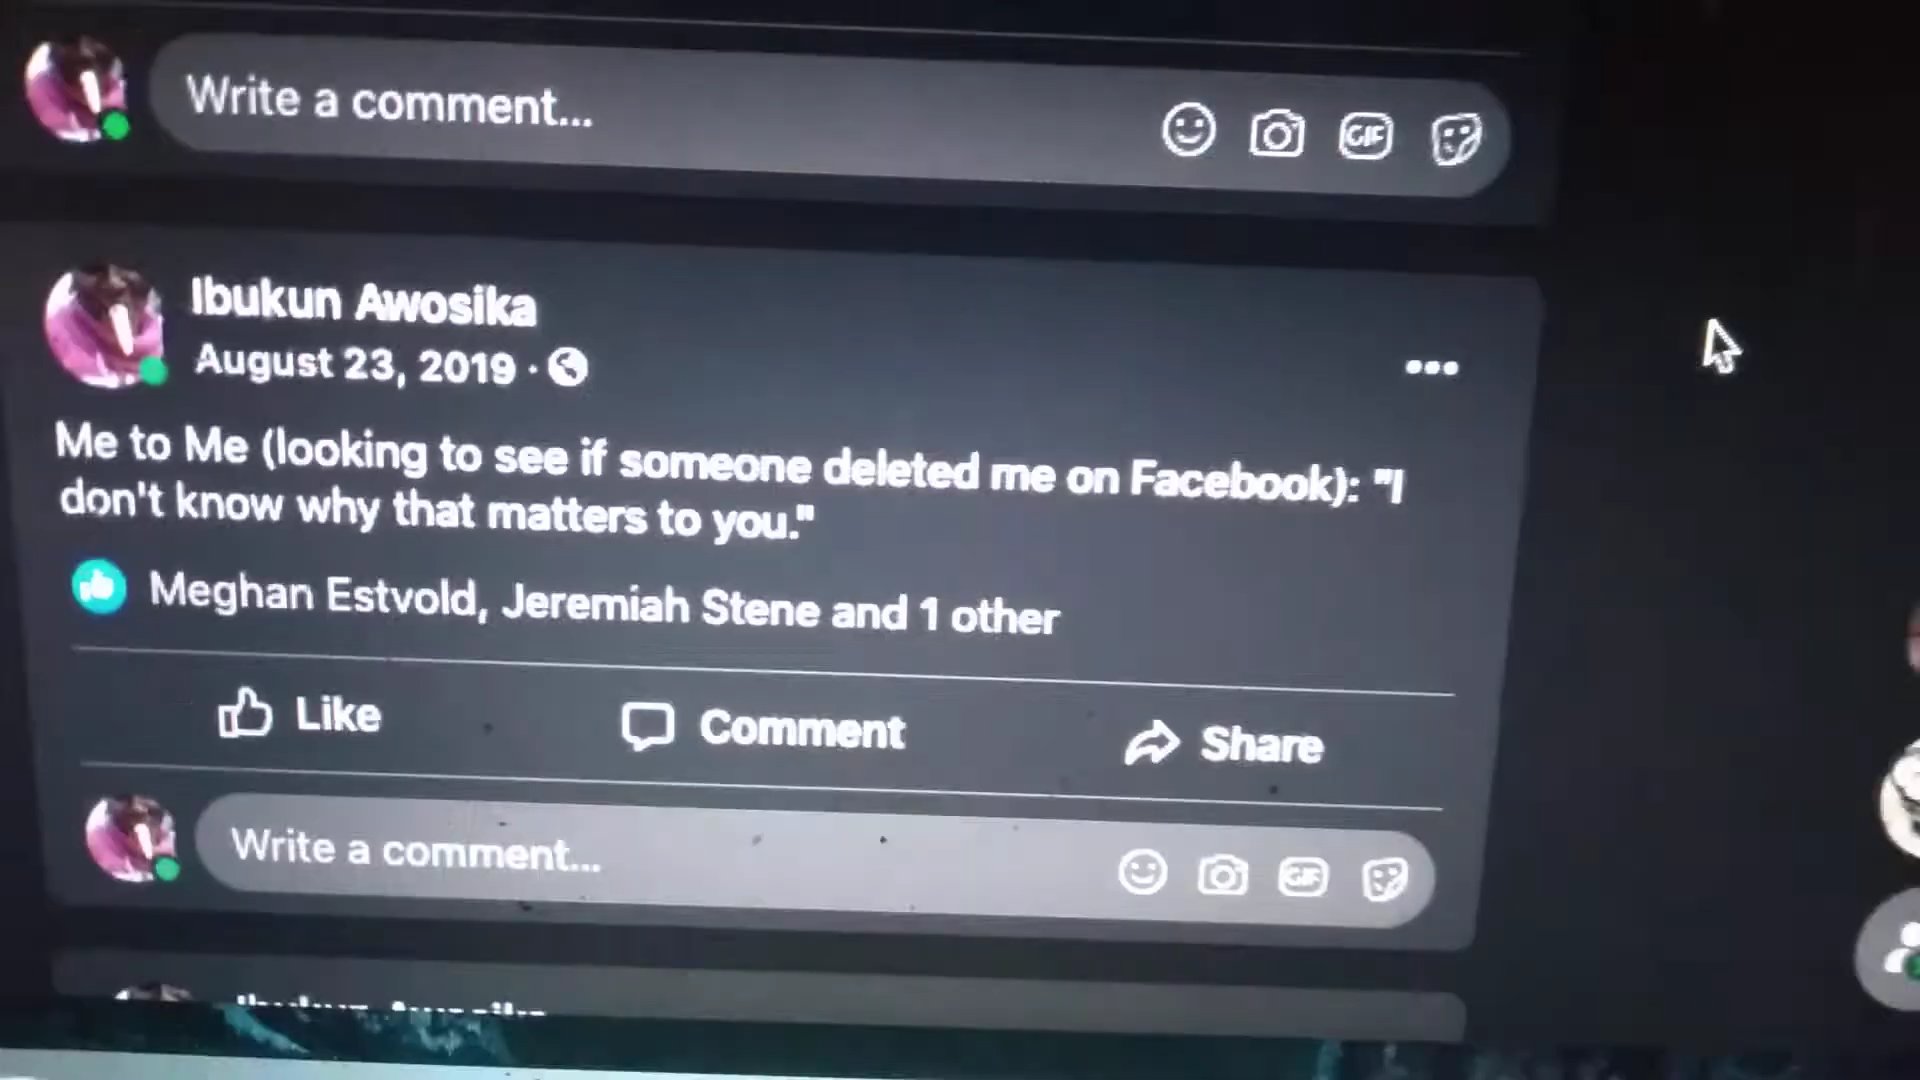 Write a comment...
GIF
Ibukun Awosika
August 23, 2019 ·
Me to Me (looking to see if someone deleted me on Facebook): "I
don't know why that matters to you."
Meghan Estvold, Jeremiah Stene and 1 other
Like
Comment
Share
Write a comment...
GIF